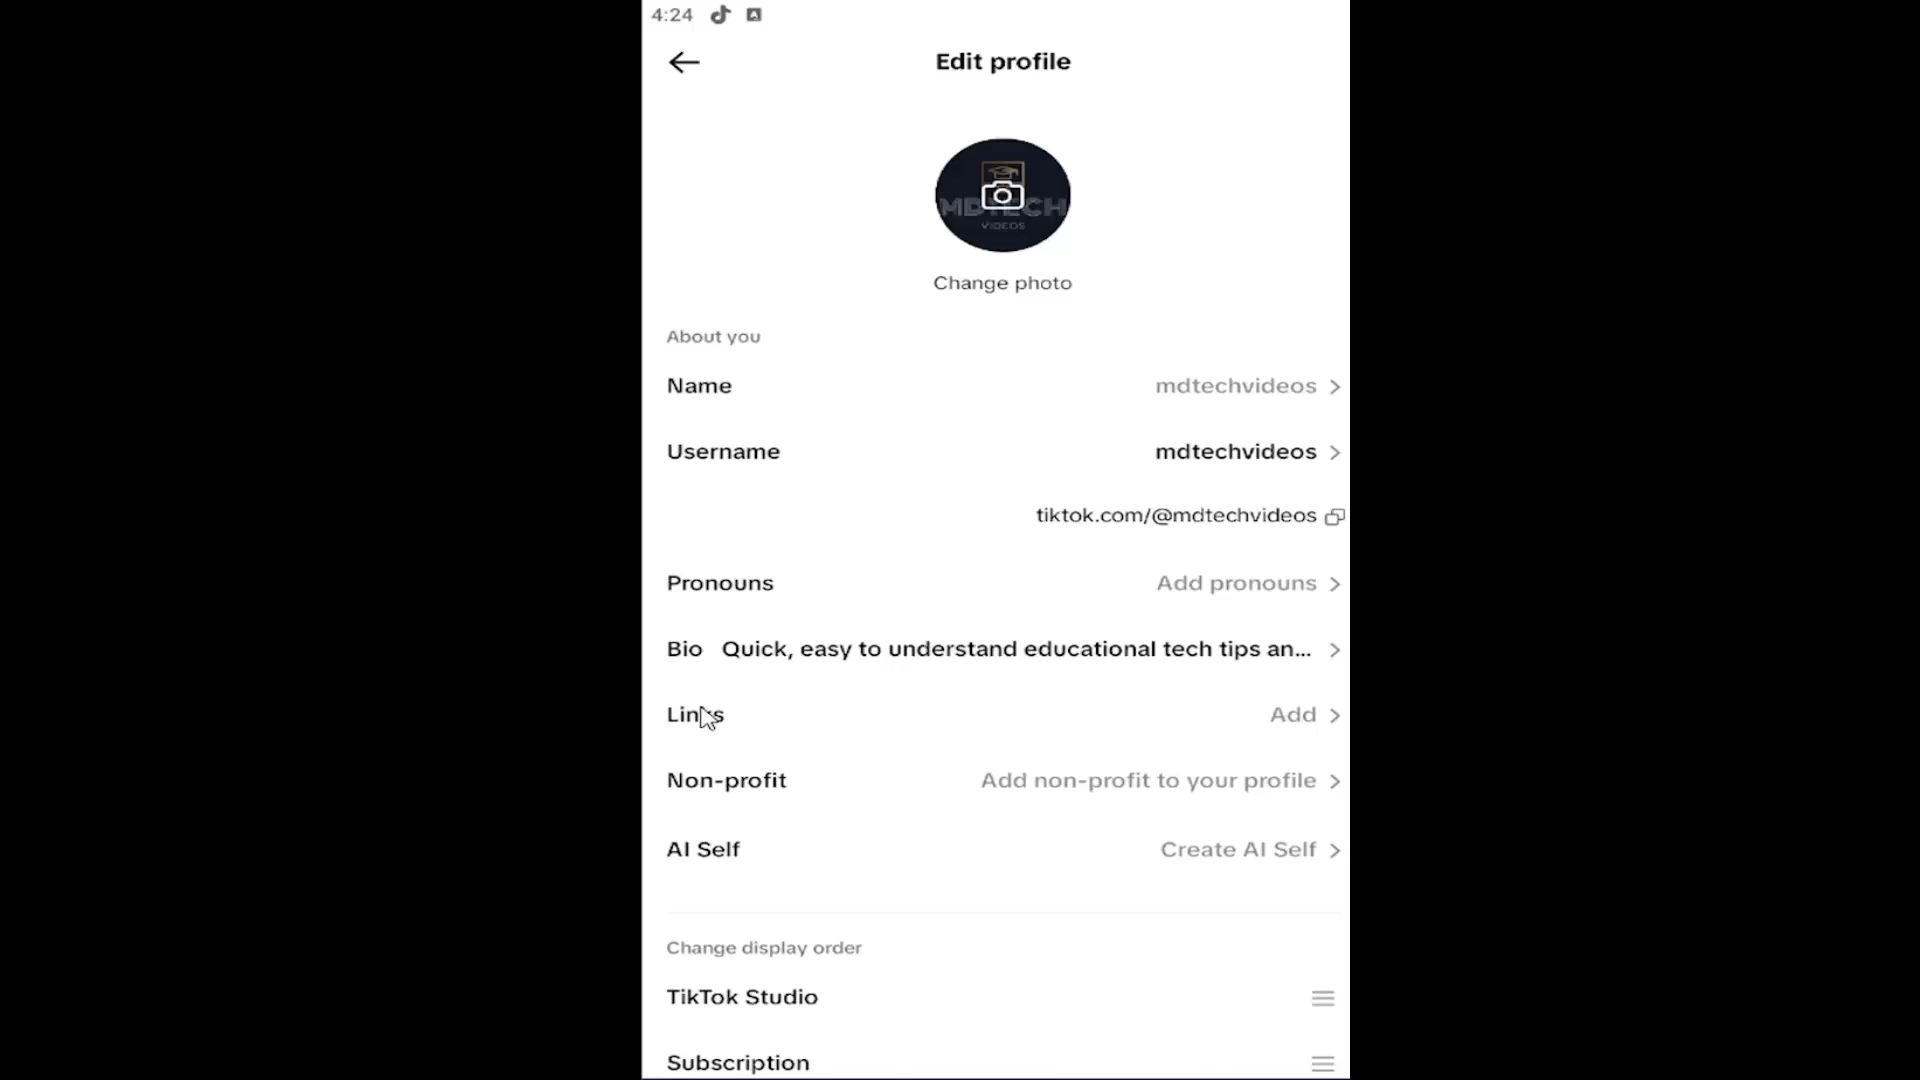 4:24
Edit profile
MDTECH
VIDEOS
Change photo
About you
Name mdtechvideos
Username mdtechvideos
tiktok.com/@mdtechvideos
Pronouns Add pronouns
Bio Quick, easy to understand educational tech tips an...
Links Add
Non-profit Add non-profit to your profile
AI Self Create AI Self
Change display order
TikTok Studio
Subscription